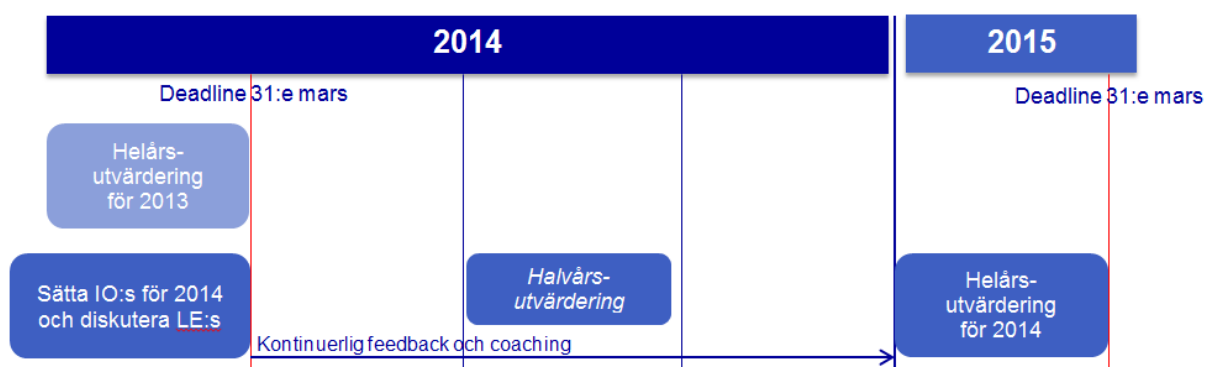 2014
2015
Deadline 31:e mars
Deadline 31:e mars
Helårs-
utvärdering
för 2013
Sätta IO:s för 2014
och diskutera LE:s
Halvårs-
utvärdering
Helårs-
utvärdering
för 2014
Kontinuerlig feedback och coaching